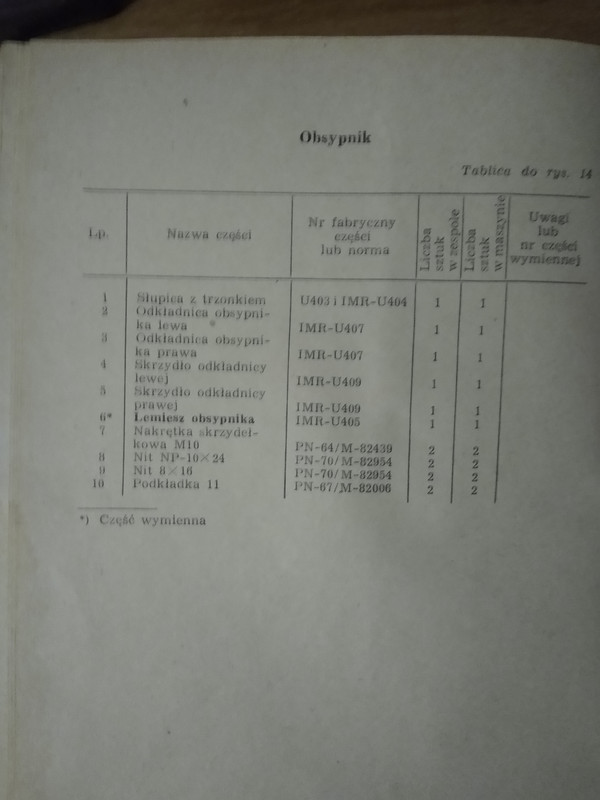 Obsypnik
Tablica do rys. 14
Lp.
Nazwa części
Nr fabryczny
części
lub norma
Liczba
sztuk
w zespole
Liczba
sztuk
w maszynie
Uwagi
lub
nr części
wymiennej
1 Słupica z trzonkiem U403 i IMR-U404 1 1
2 Odkładnica obsypni-
ka lewa IMR-U407 1 1
3 Odkładnica obsypni-
ka prawa IMR-U407 1 1
4 Skrzydło odkładnicy
lewej IMR-U409 1 1
5 Skrzydło odkładnicy
prawej IMR-U409 1 1
6* Lemiesz obsypnika IMR-U405 1 1
7 Nakrętka skrzydeł-
kowa M10 PN-64/M-82439 2 2
8 Nit NP-10×24 PN-70/M-82954 2 2
9 Nit 8×16 PN-70/M-82954 2 2
10 Podkładka 11 PN-67/M-82006 2 2
*) Część wymienna